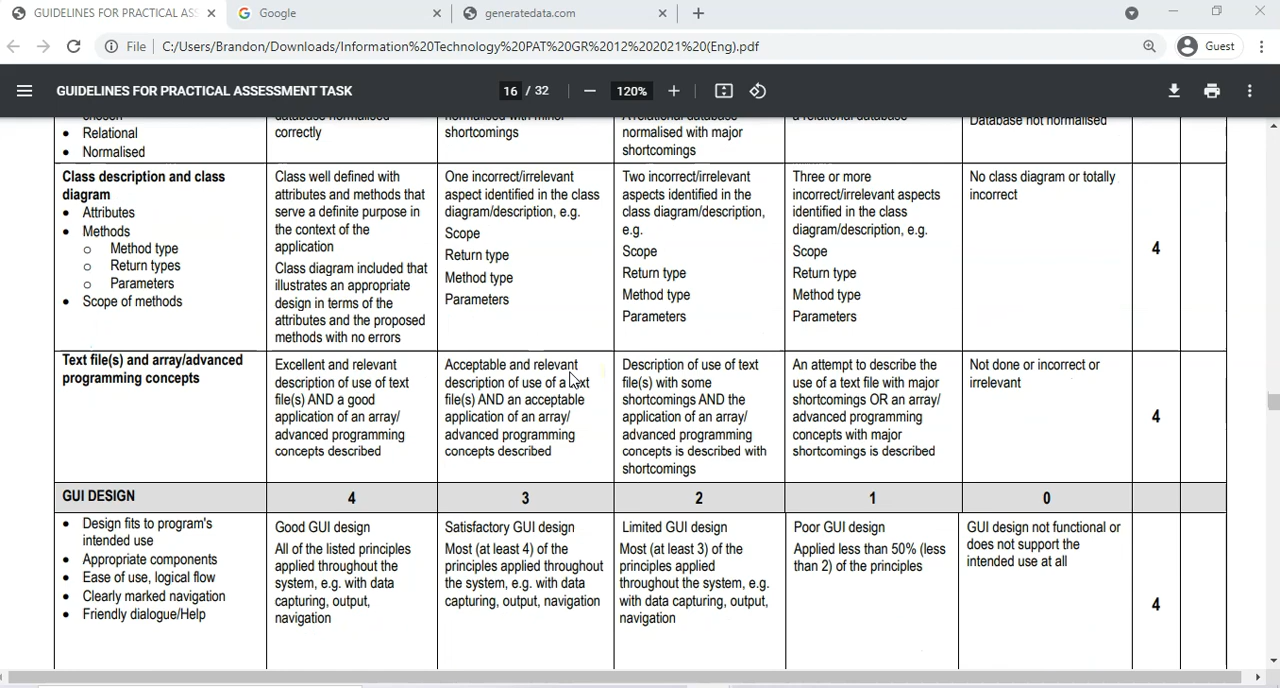 GUIDELINES FOR PRACTICAL AS
Google
generatedata.com
File
C:/Users/Brandon/Downloads/Information%20Technology%20PAT%20GR%2012%202021%20(Eng).pdf
Guest
GUIDELINES FOR PRACTICAL ASSESSMENT TASK
16 / 32
120%
Relational
Normalised
correctly
shortcomings
normalised with major
shortcomings
a relational database
Database not normalised
Class description and class
diagram
Attributes
Methods
Method type
Return types
Parameters
Scope of methods
Class well defined with
attributes and methods that
serve a definite purpose in
the context of the
application
Class diagram included that
illustrates an appropriate
design in terms of the
attributes and the proposed
methods with no errors
One incorrect/irrelevant
aspect identified in the class
diagram/description, e.g.
Scope
Return type
Method type
Parameters
Two incorrect/irrelevant
aspects identified in the
class diagram/description,
e.g.
Scope
Return type
Method type
Parameters
Three or more
incorrect/irrelevant aspects
identified in the class
diagram/description, e.g.
Scope
Return type
Method type
Parameters
No class diagram or totally
incorrect
4
Text file(s) and array/advanced
programming concepts
Excellent and relevant
description of use of text
file(s) AND a good
application of an array/
advanced programming
concepts described
Acceptable and relevant
description of use of a text
file(s) AND an acceptable
application of an array/
advanced programming
concepts described
Description of use of text
file(s) with some
shortcomings AND the
application of an array/
advanced programming
concepts is described with
shortcomings
An attempt to describe the
use of a text file with major
shortcomings OR an array/
advanced programming
concepts with major
shortcomings is described
Not done or incorrect or
irrelevant
4
GUI DESIGN
4
3
2
1
0
Design fits to program's
intended use
Appropriate components
Ease of use, logical flow
Clearly marked navigation
Friendly dialogue/Help
Good GUI design
All of the listed principles
applied throughout the
system, e.g. with data
capturing, output,
navigation
Satisfactory GUI design
Most (at least 4) of the
principles applied throughout
the system, e.g. with data
capturing, output, navigation
Limited GUI design
Most (at least 3) of the
principles applied
throughout the system, e.g.
with data capturing, output,
navigation
Poor GUI design
Applied less than 50% (less
than 2) of the principles
GUI design not functional or
does not support the
intended use at all
4